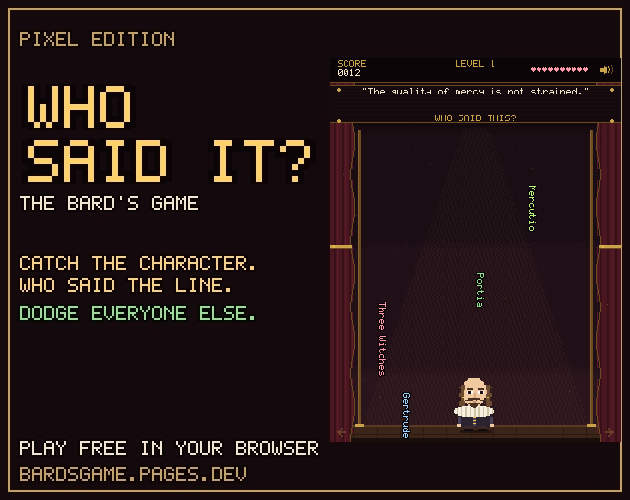 PIXEL EDITION
WHO
SAID IT?
THE BARD'S GAME
CATCH THE CHARACTER.
WHO SAID THE LINE.
DODGE EVERYONE ELSE.
PLAY FREE IN YOUR BROWSER
BARDSGAME.PAGES.DEV
SCORE
0012
LEVEL 1
"The quality of mercy is not strained."
WHO SAID THIS?
Mercutio
Portia
Three Witches
Gertrude